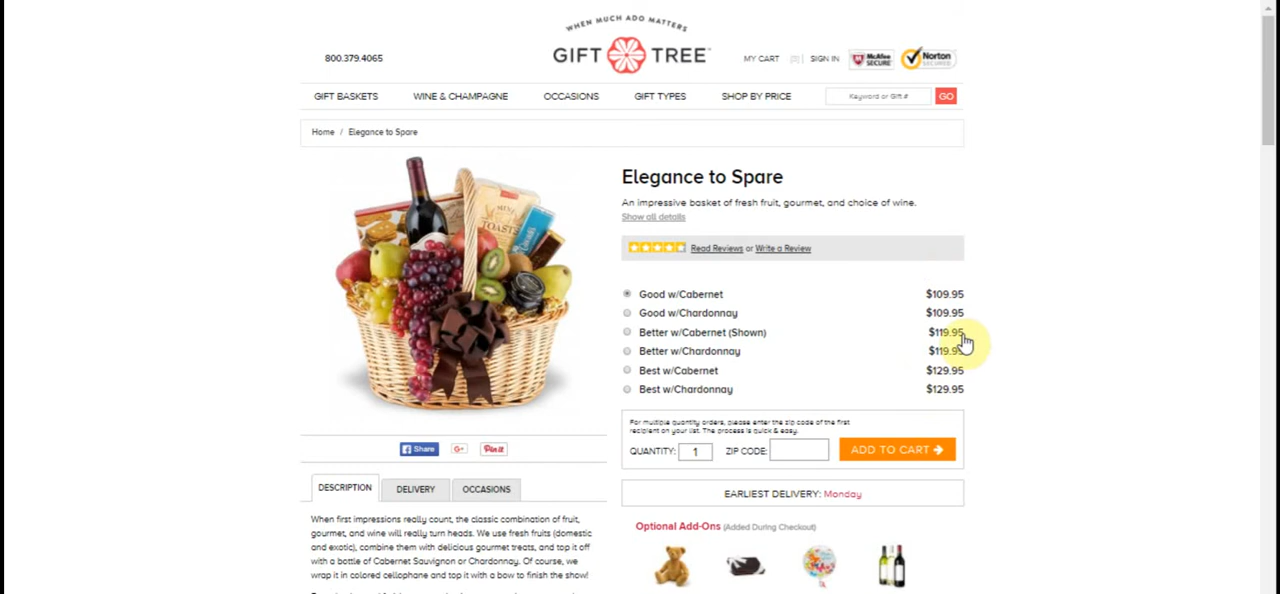 WHEN MUCH ADO MATTERS
GIFT TREE
800.379.4065
MY CART [0] SIGN IN McAfee SECURE Norton SECURED
GIFT BASKETS WINE & CHAMPAGNE OCCASIONS GIFT TYPES SHOP BY PRICE Keyword or Gift # GO
Home / Elegance to Spare
Elegance to Spare
An impressive basket of fresh fruit, gourmet, and choice of wine.
Show all details
Read Reviews or Write a Review
Good w/Cabernet $109.95
Good w/Chardonnay $109.95
Better w/Cabernet (Shown) $119.95
Better w/Chardonnay $119.95
Best w/Cabernet $129.95
Best w/Chardonnay $129.95
For multiple quantity orders, please enter the zip code of the first
recipient on your list. The process is quick & easy.
QUANTITY: 1 ZIP CODE: ADD TO CART
Share G+ Pin it
EARLIEST DELIVERY: Monday
DESCRIPTION DELIVERY OCCASIONS
When first impressions really count, the classic combination of fruit,
gourmet, and wine will really turn heads. We use fresh fruits (domestic
and exotic), combine them with delicious gourmet treats, and top it off
with a bottle of Cabernet Sauvignon or Chardonnay. Of course, we
wrap it in colored cellophane and top it with a bow to finish the show!
Optional Add-Ons (Added During Checkout)